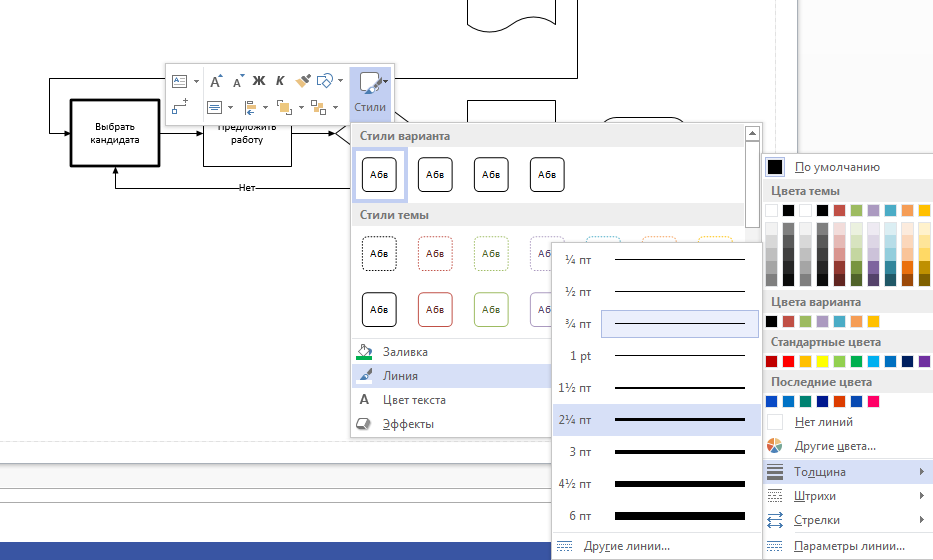 А А Ж К
Стили
Выбрать
кандидата
Предложить
работу
Нет
Стили варианта
Абв Абв Абв Абв
Стили темы
Абв Абв Абв Абв
Абв Абв Абв Абв
Заливка
Линия
А Цвет текста
Эффекты
¼ пт
½ пт
¾ пт
1 pt
1½ пт
2¼ пт
3 пт
4½ пт
6 пт
Другие линии...
По умолчанию
Цвета темы
Цвета варианта
Стандартные цвета
Последние цвета
Нет линий
Другие цвета...
Толщина
Штрихи
Стрелки
Параметры линии...